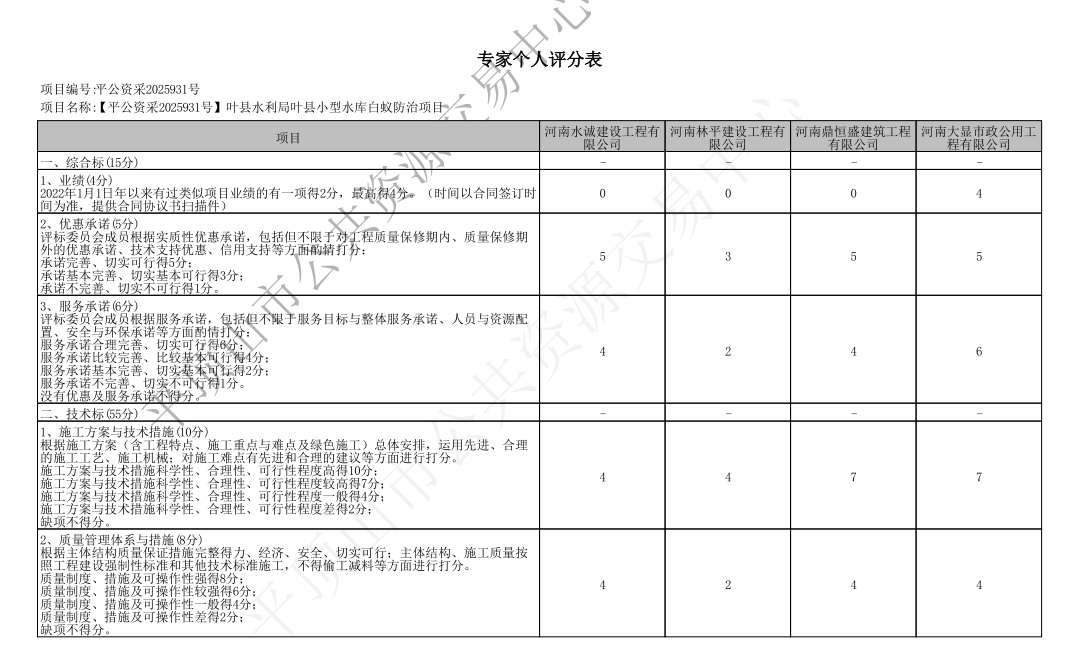 专家个人评分表
项目编号:平公资采2025931号
项目名称:【平公资采2025931号】叶县水利局叶县小型水库白蚁防治项目
项目 河南水诚建设工程有限公司 河南林平建设工程有限公司 河南鼎恒盛建筑工程有限公司 河南大显市政公用工程有限公司
一、综合标(15分) - - - -
1、业绩(4分)
2022年1月1日年以来有过类似项目业绩的有一项得2分，最高得4分。（时间以合同签订时
间为准，提供合同协议书扫描件）
0 0 0 4
2、优惠承诺(5分)
评标委员会成员根据实质性优惠承诺，包括但不限于对工程质量保修期内、质量保修期
外的优惠承诺、技术支持优惠、信用支持等方面酌情打分：
承诺完善、切实可行得5分；
承诺基本完善、切实基本可行得3分；
承诺不完善、切实不可行得1分。
5 3 5 5
3、服务承诺(6分)
评标委员会成员根据服务承诺，包括但不限于服务目标与整体服务承诺、人员与资源配
置、安全与环保承诺等方面酌情打分：
服务承诺合理完善、切实可行得6分；
服务承诺比较完善、比较基本可行得4分；
服务承诺基本完善、切实基本可行得2分；
服务承诺不完善、切实不可行得1分。
没有优惠及服务承诺不得分。
4 2 4 6
二、技术标(55分) - - - -
1、施工方案与技术措施(10分)
根据施工方案（含工程特点、施工重点与难点及绿色施工）总体安排，运用先进、合理
的施工工艺、施工机械；对施工难点有先进和合理的建议等方面进行打分。
施工方案与技术措施科学性、合理性、可行性程度高得10分；
施工方案与技术措施科学性、合理性、可行性程度较高得7分；
施工方案与技术措施科学性、合理性、可行性程度一般得4分；
施工方案与技术措施科学性、合理性、可行性程度差得2分；
缺项不得分。
4 4 7 7
2、质量管理体系与措施(8分)
根据主体结构质量保证措施完整得力、经济、安全、切实可行；主体结构、施工质量按
照工程建设强制性标准和其他技术标准施工，不得偷工减料等方面进行打分。
质量制度、措施及可操作性强得8分；
质量制度、措施及可操作性较强得6分；
质量制度、措施及可操作性一般得4分；
质量制度、措施及可操作性差得2分；
缺项不得分。
4 2 4 4
平顶山市公共资源交易中心
平顶山市公共资源交易中心